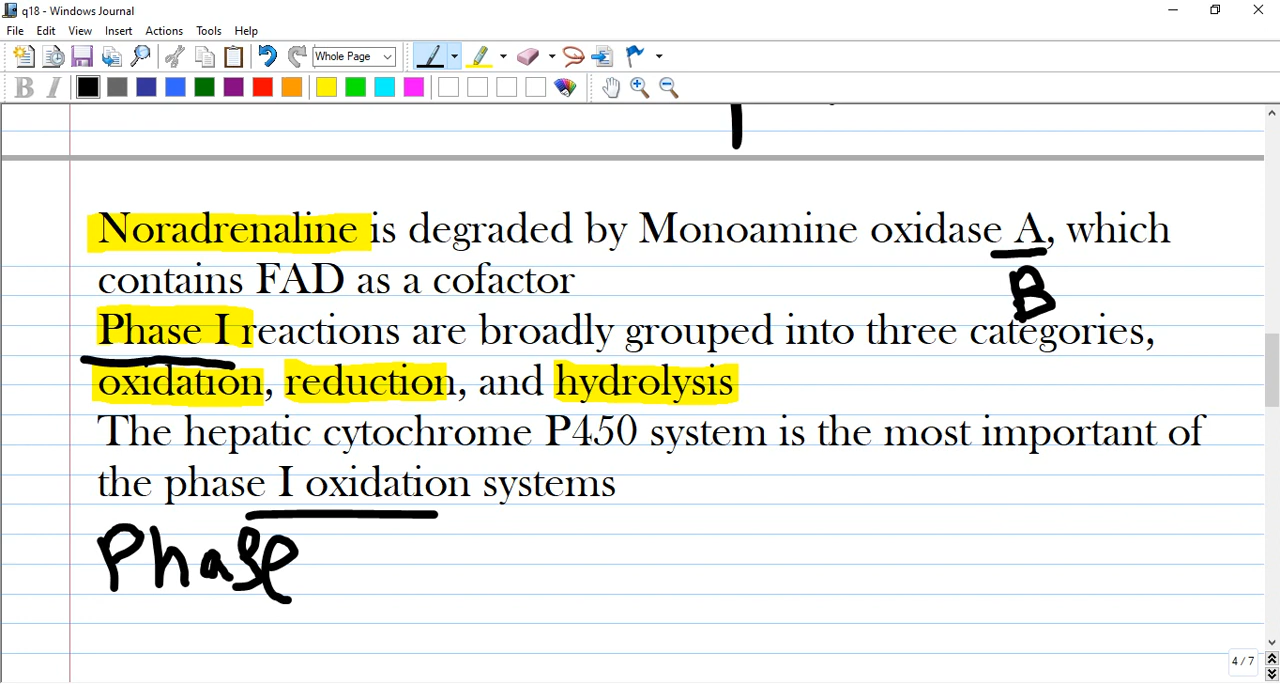 q18 - Windows Journal
File Edit View Insert Actions Tools Help
Whole Page
B I
Noradrenaline is degraded by Monoamine oxidase A, which
contains FAD as a cofactor
B
Phase I reactions are broadly grouped into three categories,
oxidation, reduction, and hydrolysis
The hepatic cytochrome P450 system is the most important of
the phase I oxidation systems
Phase
4 / 7